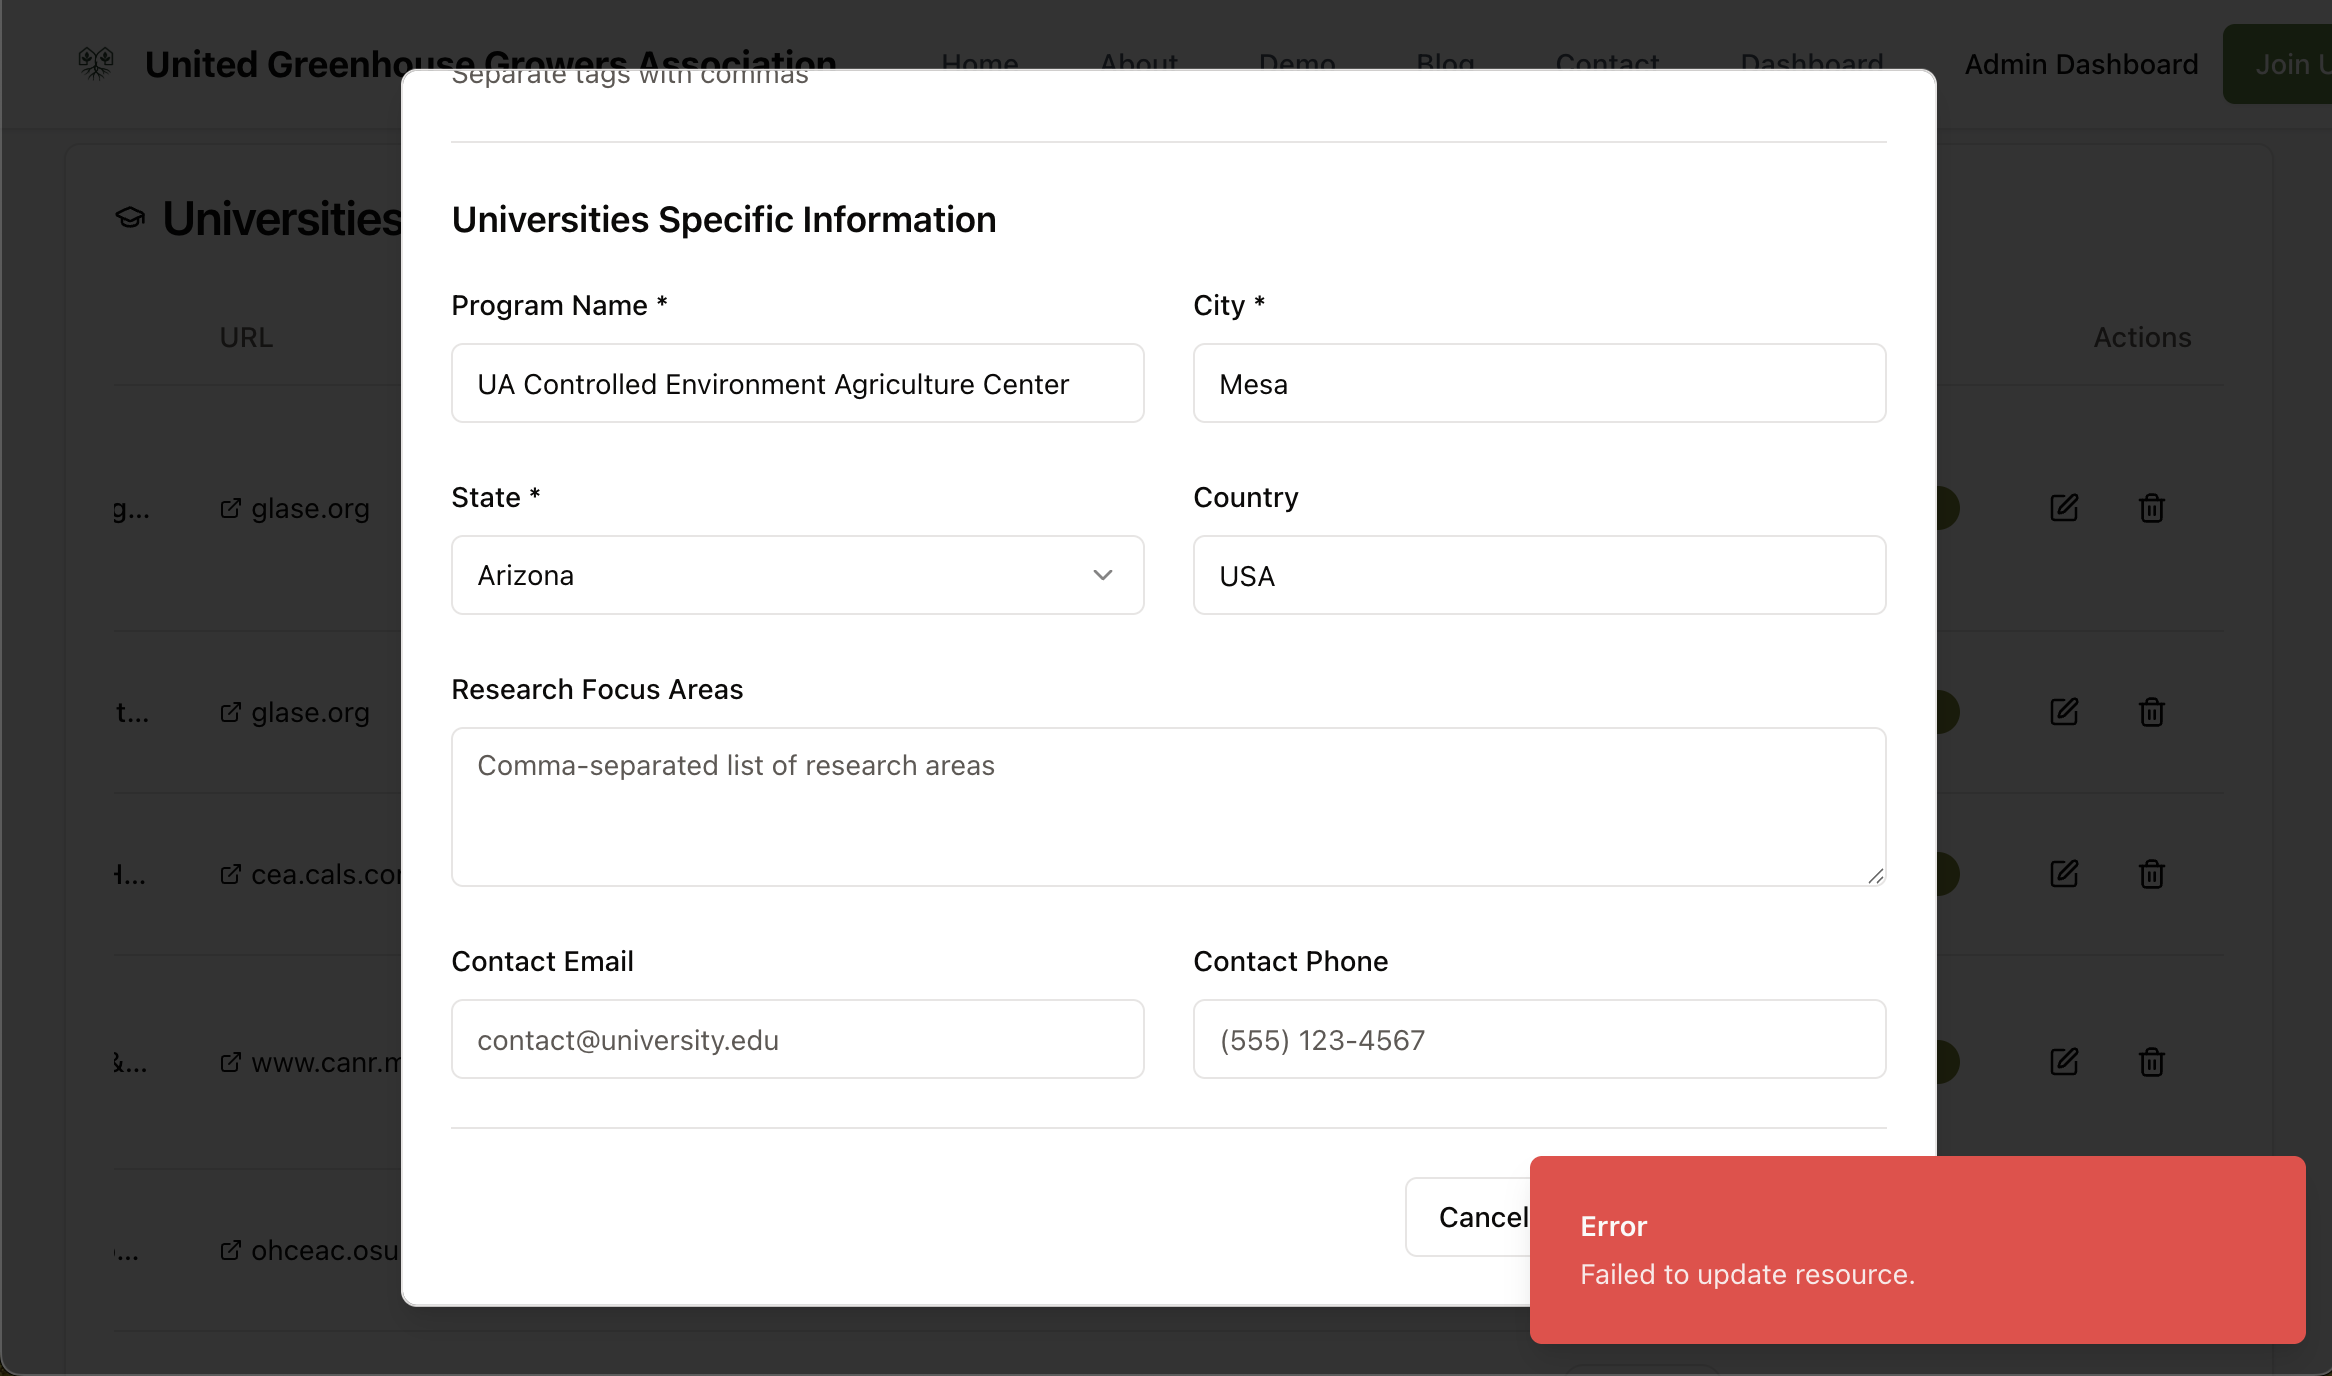 United Greenhouse Growers Association
Home
About
Demo
Blog
Contact
Dashboard
Admin Dashboard
Join U
Separate tags with commas
Universities
URL
Actions
g...
glase.org
t...
glase.org
H...
cea.cals.cor
&...
www.canr.m
...
ohceac.osu
Universities Specific Information
Program Name *
City *
UA Controlled Environment Agriculture Center
Mesa
State *
Country
Arizona
USA
Research Focus Areas
Comma-separated list of research areas
Contact Email
Contact Phone
contact@university.edu
(555) 123-4567
Cancel
Error
Failed to update resource.